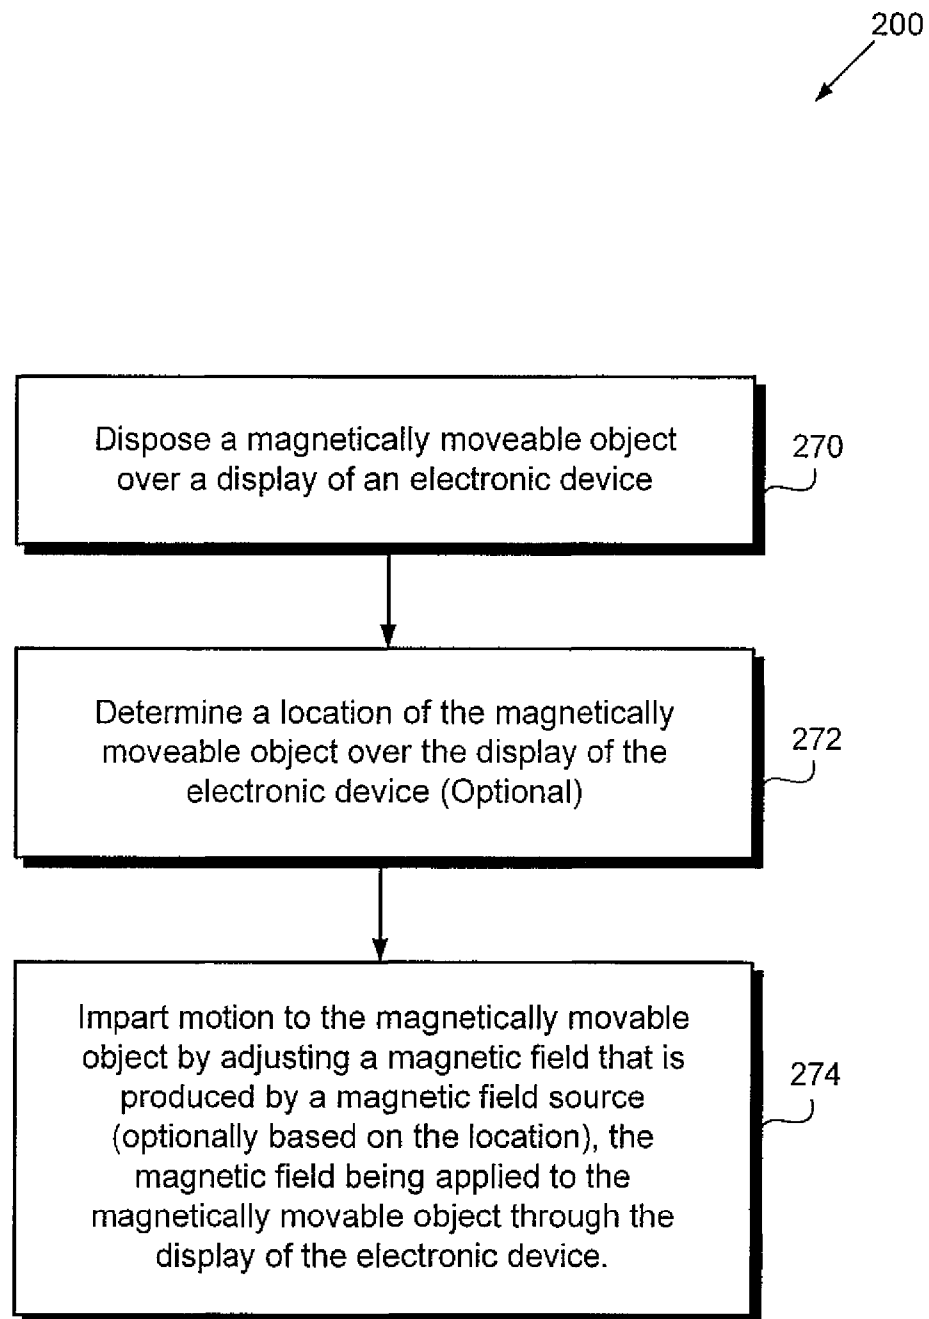 200
Dispose a magnetically moveable object
over a display of an electronic device
270
Determine a location of the magnetically
moveable object over the display of the
electronic device (Optional)
272
Impart motion to the magnetically movable
object by adjusting a magnetic field that is
produced by a magnetic field source
(optionally based on the location), the
magnetic field being applied to the
magnetically movable object through the
display of the electronic device.
274